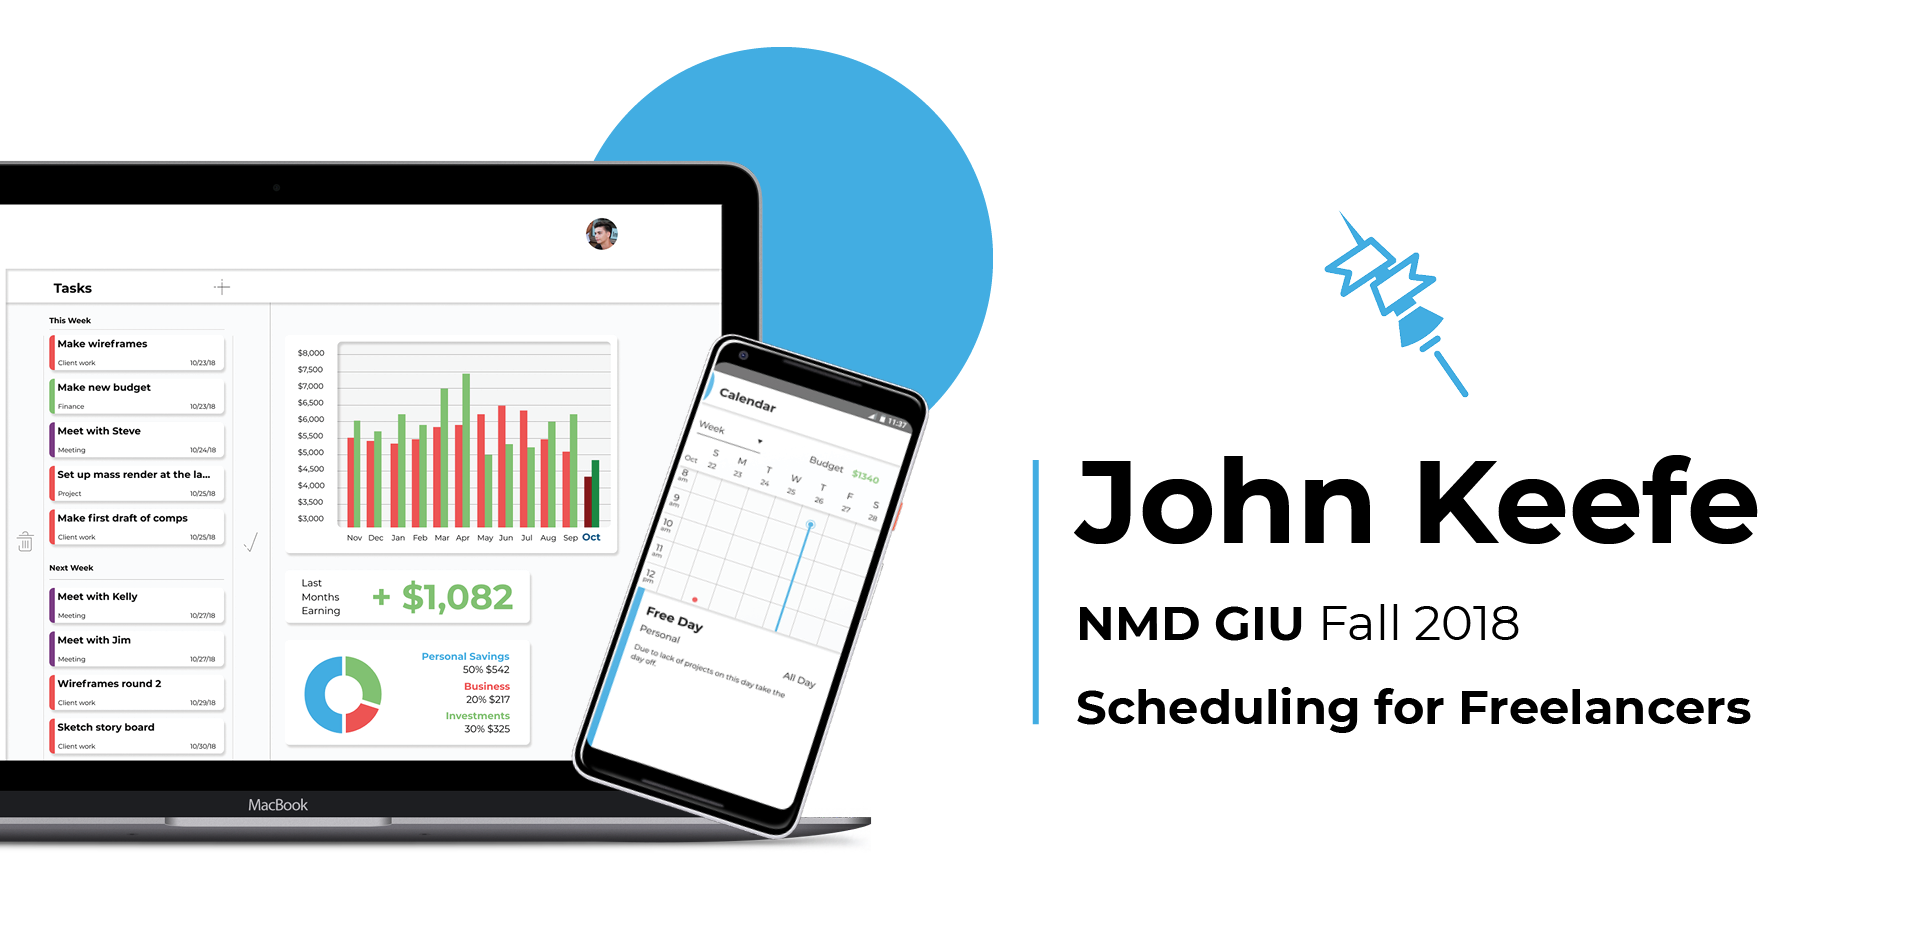 Tasks
This Week
Make wireframes
Client work 10/23/18
Make new budget
Finance 10/23/18
Meet with Steve
Meeting 10/24/18
Set up mass render at the la...
Project 10/25/18
Make first draft of comps
Client work 10/25/18
Next Week
Meet with Kelly
Meeting 10/27/18
Meet with Jim
Meeting 10/27/18
Wireframes round 2
Client work 10/29/18
Sketch story board
Client work 10/30/18
$8,000
$7,500
$7,000
$6,500
$6,000
$5,500
$5,000
$4,500
$4,000
$3,500
$3,000
Nov Dec Jan Feb Mar Apr May Jun Jul Aug Sep Oct
Last
Months
Earning
+ $1,082
Personal Savings
50% $542
Business
20% $217
Investments
30% $325
MacBook
11:37
Calendar
Week
Budget $1340
S M T W T F S
Oct 22 23 24 25 26 27 28
8 am
9 am
10 am
11 am
12 pm
Free Day
Personal
All Day
Due to lack of projects on this day take the
day off.
John Keefe
NMD GIU Fall 2018
Scheduling for Freelancers